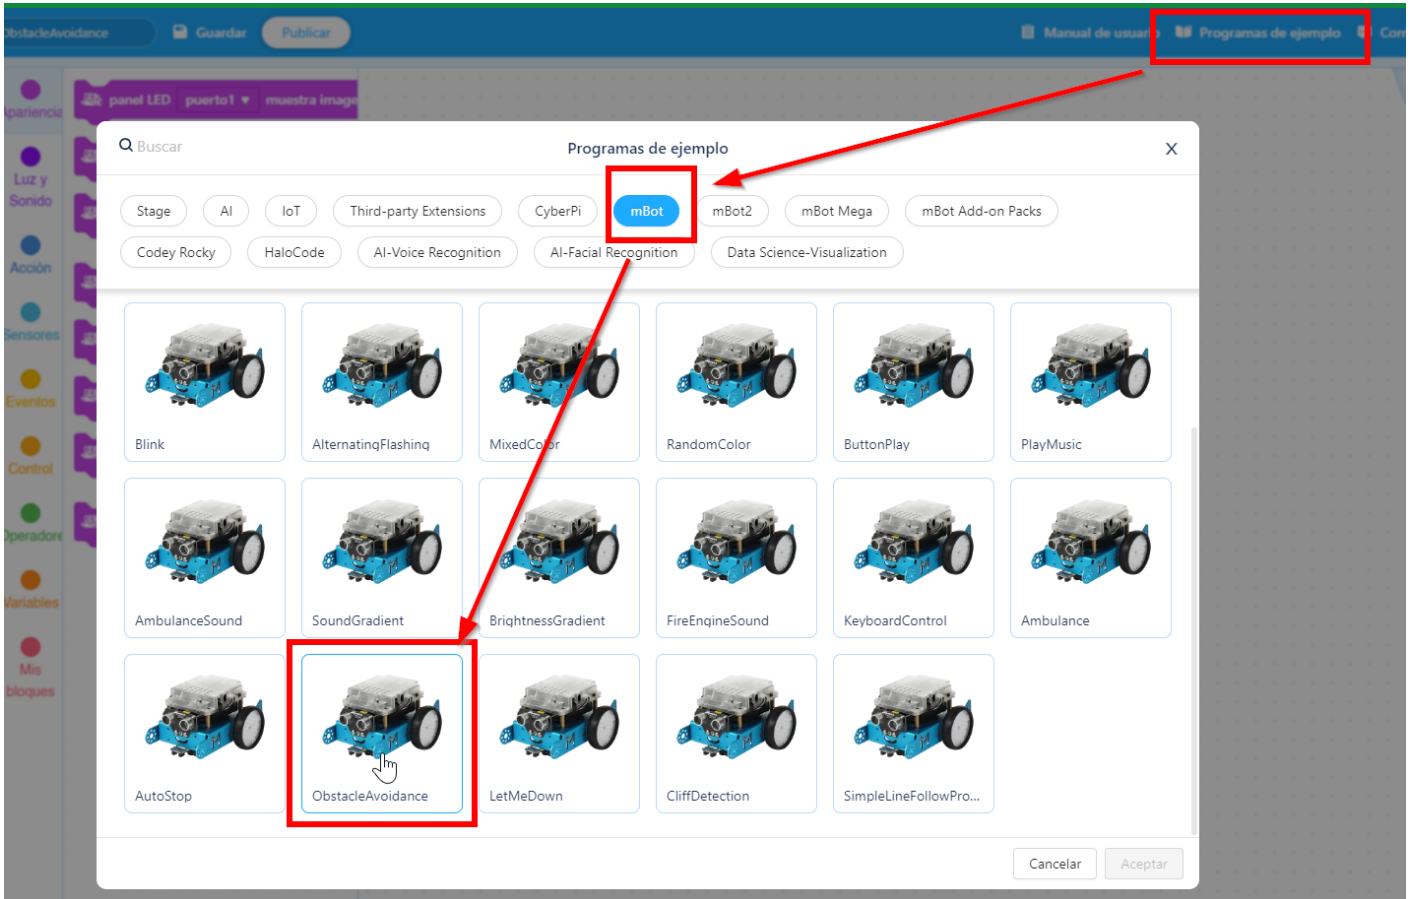 ObstacleAvoidance Guardar Publicar Manual de usuario Programas de ejemplo
Apariencia
panel LED puerto1 muestra image
Luz y
Sonido
Acción
Sensores
Eventos
Control
Operadore
Variables
Mis
bloques
Buscar
Programas de ejemplo
X
Stage AI IoT Third-party Extensions CyberPi mBot mBot2 mBot Mega mBot Add-on Packs
Codey Rocky HaloCode AI-Voice Recognition AI-Facial Recognition Data Science-Visualization
Blink AlternatingFlashing MixedColor RandomColor ButtonPlay PlayMusic
AmbulanceSound SoundGradient BrightnessGradient FireEngineSound KeyboardControl Ambulance
AutoStop ObstacleAvoidance LetMeDown CliffDetection SimpleLineFollowPro...
Cancelar Aceptar